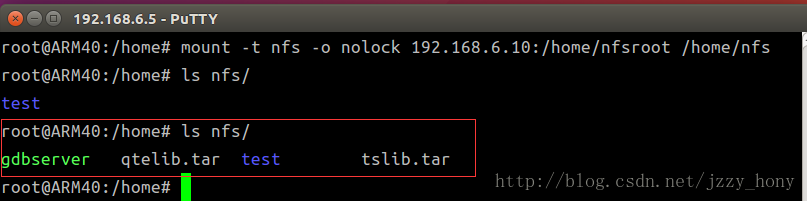 192.168.6.5 - PuTTY
root@ARM40:/home# mount -t nfs -o nolock 192.168.6.10:/home/nfsroot /home/nfs
root@ARM40:/home# ls nfs/
test
root@ARM40:/home# ls nfs/
gdbserver qtelib.tar test tslib.tar
root@ARM40:/home#
http://blog.csdn.net/jzzy_hony